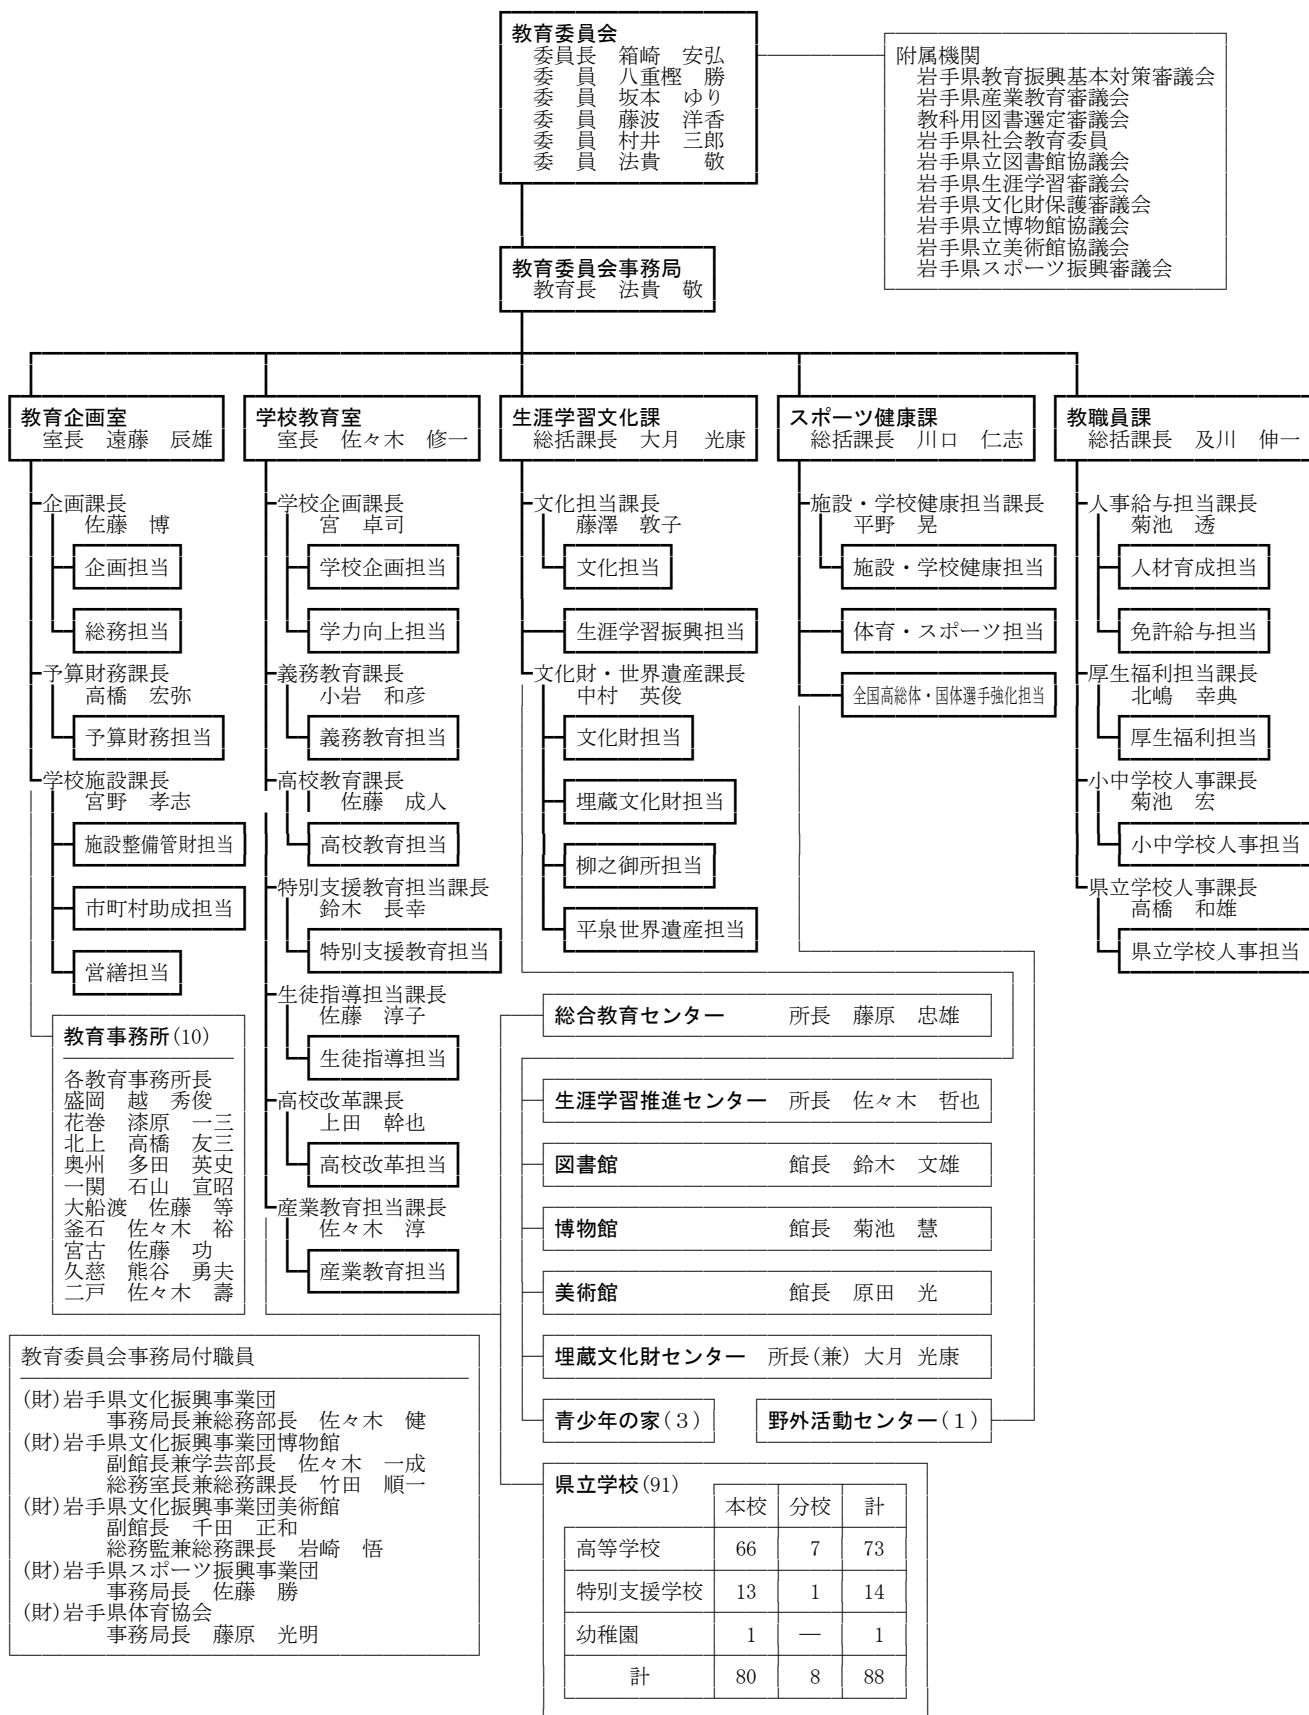 教育委員会
委員長　箱崎　安弘
委　員　八重樫　勝
委　員　坂本　ゆり
委　員　藤波　洋香
委　員　村井　三郎
委　員　法貴　　敬
附属機関
岩手県教育振興基本対策審議会
岩手県産業教育審議会
教科用図書選定審議会
岩手県社会教育委員
岩手県立図書館協議会
岩手県生涯学習審議会
岩手県文化財保護審議会
岩手県立博物館協議会
岩手県立美術館協議会
岩手県スポーツ振興審議会
教育委員会事務局
教育長　法貴　敬
教育企画室
室長　遠藤　辰雄
企画課長
佐藤　博
企画担当
総務担当
予算財務課長
高橋　宏弥
予算財務担当
学校施設課長
宮野　孝志
施設整備管財担当
市町村助成担当
営繕担当
教育事務所(10)
各教育事務所長
盛岡　越　秀俊
花巻　漆原　一三
北上　高橋　友三
奥州　多田　英史
一関　石山　宣昭
大船渡　佐藤　等
釜石　佐々木　裕
宮古　佐藤　功
久慈　熊谷　勇夫
二戸　佐々木　壽
学校教育室
室長　佐々木　修一
学校企画課長
宮　卓司
学校企画担当
学力向上担当
義務教育課長
小岩　和彦
義務教育担当
高校教育課長
佐藤　成人
高校教育担当
特別支援教育担当課長
鈴木　長幸
特別支援教育担当
生徒指導担当課長
佐藤　淳子
生徒指導担当
高校改革課長
上田　幹也
高校改革担当
産業教育担当課長
佐々木　淳
産業教育担当
生涯学習文化課
総括課長　大月　光康
文化担当課長
藤澤　敦子
文化担当
生涯学習振興担当
文化財・世界遺産課長
中村　英俊
文化財担当
埋蔵文化財担当
柳之御所担当
平泉世界遺産担当
スポーツ健康課
総括課長　川口　仁志
施設・学校健康担当課長
平野　晃
施設・学校健康担当
体育・スポーツ担当
全国高総体・国体選手強化担当
教職員課
総括課長　及川　伸一
人事給与担当課長
菊池　透
人材育成担当
免許給与担当
厚生福利担当課長
北嶋　幸典
厚生福利担当
小中学校人事課長
菊池　宏
小中学校人事担当
県立学校人事課長
高橋　和雄
県立学校人事担当
総合教育センター　所長　藤原　忠雄
生涯学習推進センター　所長　佐々木　哲也
図書館　館長　鈴木　文雄
博物館　館長　菊池　慧
美術館　館長　原田　光
埋蔵文化財センター　所長(兼)　大月　光康
青少年の家(3)　野外活動センター(1)
教育委員会事務局付職員
(財)岩手県文化振興事業団
事務局長兼総務部長　佐々木　健
(財)岩手県文化振興事業団博物館
副館長兼学芸部長　佐々木　一成
総務室長兼総務課長　竹田　順一
(財)岩手県文化振興事業団美術館
副館長　千田　正和
総務監兼総務課長　岩崎　悟
(財)岩手県スポーツ振興事業団
事務局長　佐藤　勝
(財)岩手県体育協会
事務局長　藤原　光明
県立学校(91)
本校　分校　計
高等学校　66　7　73
特別支援学校　13　1　14
幼稚園　1　―　1
計　80　8　88